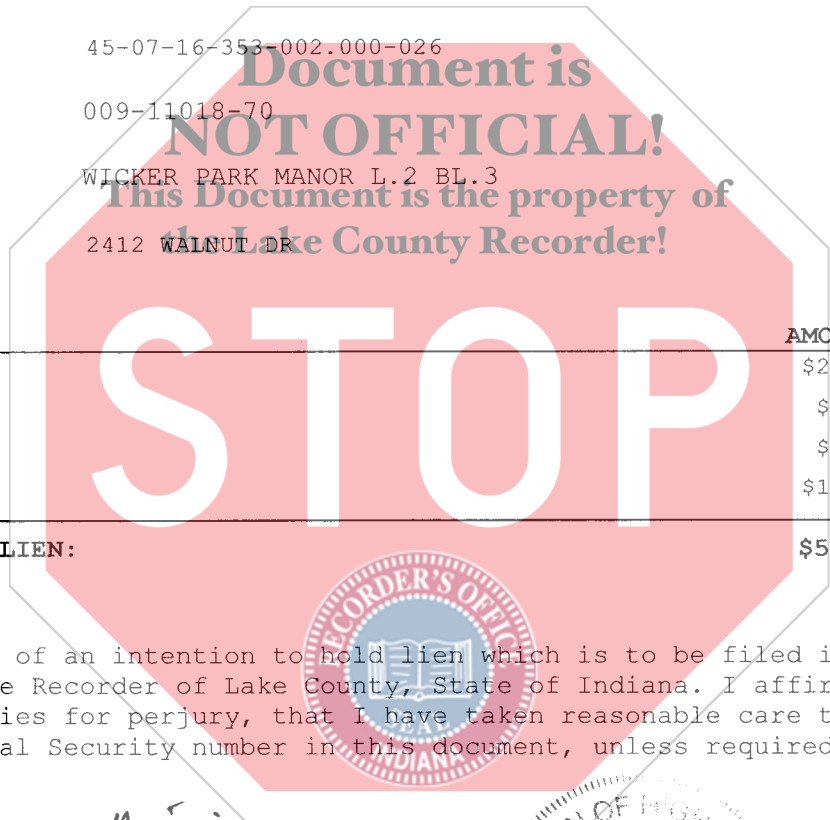 45-07-16-353-002.000-026
Document is
009-11018-70
NOT OFFICIAL!
WICKER PARK MANOR L.2 BL.3
This Document is the property of
2412 WALNUT DR
the Lake County Recorder!
STOP
AMO
$2
$
$
$1
LIEN:
$5
RECORDER'S OFFICE
SEAL
INDIANA
of an intention to hold lien which is to be filed i
e Recorder of Lake County, State of Indiana. I affir
ies for perjury, that I have taken reasonable care t
al Security number in this document, unless required
OF